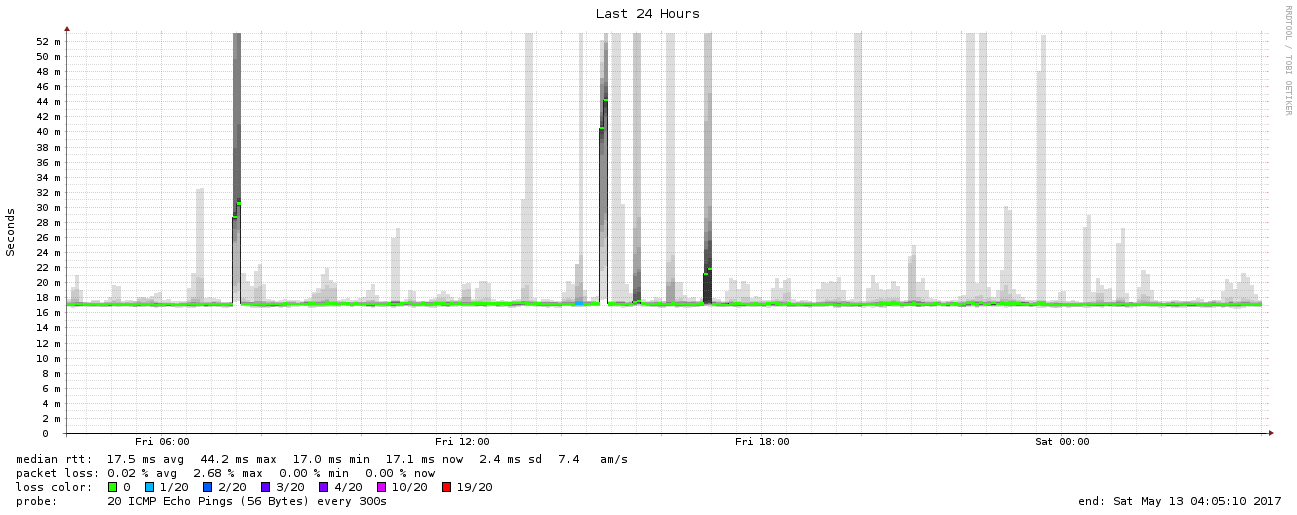 Last 24 Hours
RRDTOOL / TOBI OETIKER
Seconds
52 m
50 m
48 m
46 m
44 m
42 m
40 m
38 m
36 m
34 m
32 m
30 m
28 m
26 m
24 m
22 m
20 m
18 m
16 m
14 m
12 m
10 m
8 m
6 m
4 m
2 m
0
Fri 06:00 Fri 12:00 Fri 18:00 Sat 00:00
median rtt: 17.5 ms avg 44.2 ms max 17.0 ms min 17.1 ms now 2.4 ms sd 7.4 am/s
packet loss: 0.02 % avg 2.68 % max 0.00 % min 0.00 % now
loss color: 0 1/20 2/20 3/20 4/20 10/20 19/20
probe: 20 ICMP Echo Pings (56 Bytes) every 300s end: Sat May 13 04:05:10 2017